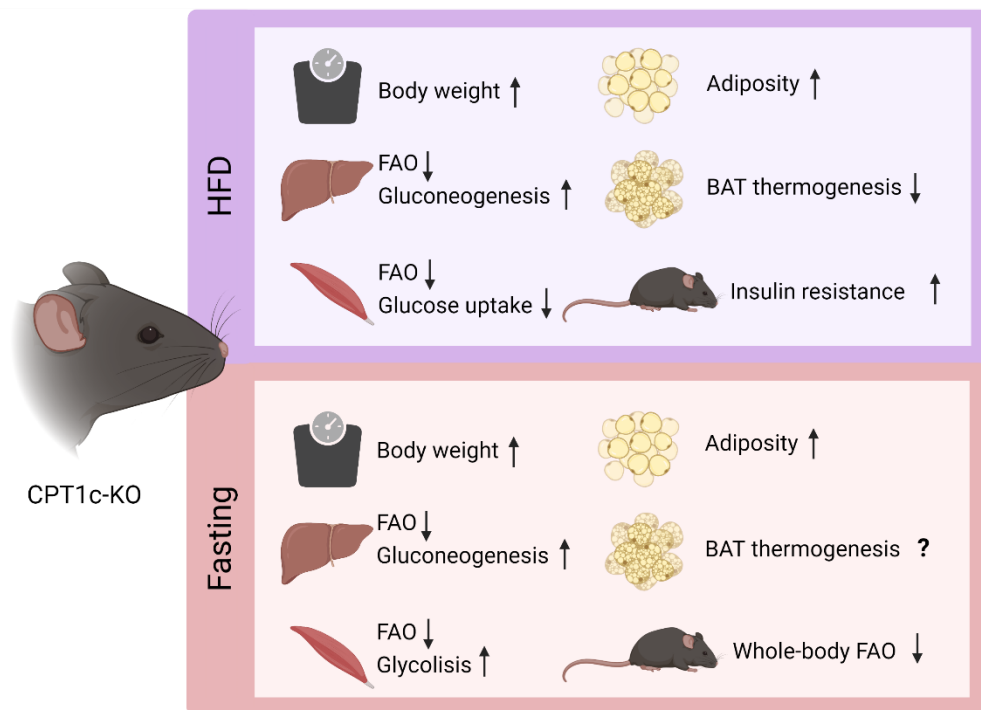 HFD
Body weight ↑
Adiposity ↑
FAO ↓
Gluconeogenesis ↑
BAT thermogenesis ↓
FAO ↓
Glucose uptake ↓
Insulin resistance ↑
CPT1c-KO
Fasting
Body weight ↑
Adiposity ↑
FAO ↓
Gluconeogenesis ↑
BAT thermogenesis ?
FAO ↓
Glycolisis ↑
Whole-body FAO ↓